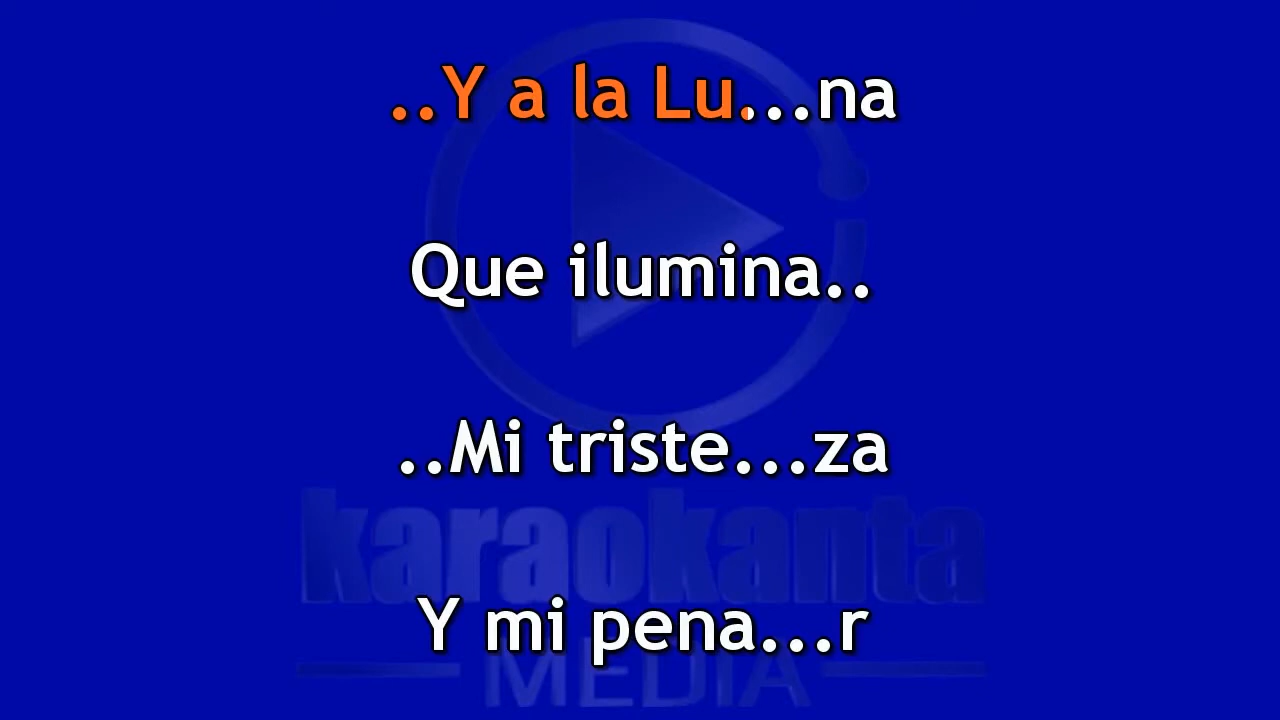 ..Y a la Lu...na
Que ilumina..
..Mi triste...za
karaokanta
Y mi pena...r
MEDIA